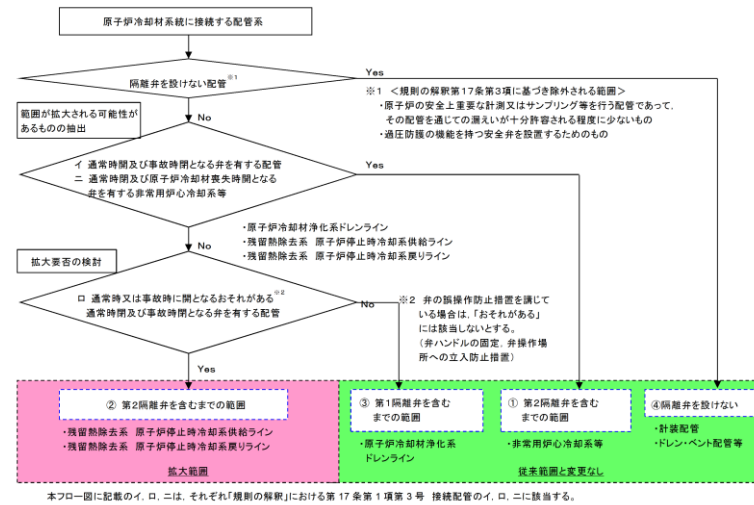 原子炉冷却材系統に接続する配管系
隔離弁を設けない配管※1
Yes
※1 <規則の解釈第17条第3項に基づき除外される範囲>
・原子炉の安全上重要な計測又はサンプリング等を行う配管であって,
その配管を通じての漏えいが十分許容される程度に少ないもの
・過圧防護の機能を持つ安全弁を設置するためのもの
範囲が拡大される可能性が
あるものの抽出
No
イ 通常時開及び事故時閉となる弁を有する配管
ニ 通常時閉及び原子炉冷却材喪失時開となる
弁を有する非常用炉心冷却系等
Yes
・原子炉冷却材浄化系ドレンライン
・残留熱除去系 原子炉停止時冷却系供給ライン
・残留熱除去系 原子炉停止時冷却系戻りライン
No
拡大要否の検討
ロ 通常時又は事故時に開となるおそれがある※2
通常時閉及び事故時閉となる弁を有する配管
No
※2 弁の誤操作防止措置を講じて
いる場合は,「おそれがある」
には該当しないとする。
(弁ハンドルの固定,弁操作場
所への立入防止措置)
Yes
② 第2隔離弁を含むまでの範囲
・残留熱除去系 原子炉停止時冷却系供給ライン
・残留熱除去系 原子炉停止時冷却系戻りライン
拡大範囲
③ 第1隔離弁を含む
までの範囲
・原子炉冷却材浄化系
ドレンライン
① 第2隔離弁を含む
までの範囲
・非常用炉心冷却系等
④隔離弁を設けない
・計装配管
・ドレン・ベント配管等
従来範囲と変更なし
本フロー図に記載のイ,ロ,ニは,それぞれ「規則の解釈」における第 17 条第 1 項第 3 号 接続配管のイ,ロ,ニに該当する。